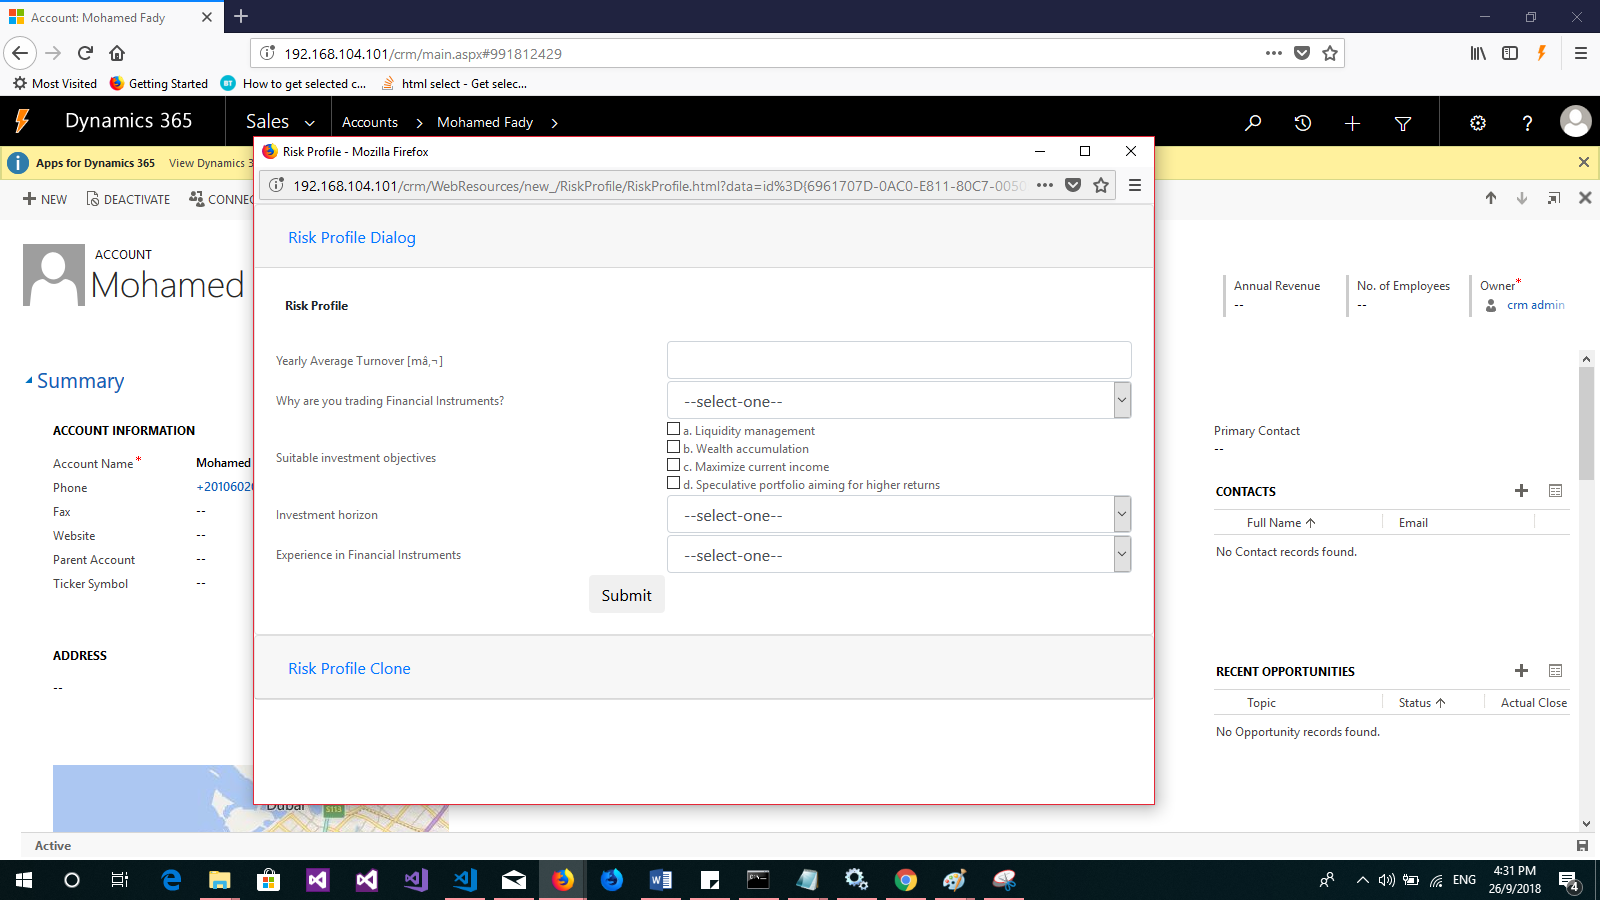 Account: Mohamed Fady
192.168.104.101/crm/main.aspx#991812429
Most Visited Getting Started How to get selected c... html select - Get selec...
Dynamics 365 Sales Accounts Mohamed Fady
Risk Profile - Mozilla Firefox
Apps for Dynamics 365 View Dynamics 3
192.168.104.101/crm/WebResources/new_/RiskProfile/RiskProfile.html?data=id%3D{6961707D-0AC0-E811-80C7-0050
NEW DEACTIVATE CONNEC
Risk Profile Dialog
ACCOUNT
Mohamed
Annual Revenue
--
No. of Employees
--
Owner*
crm admin
Risk Profile
Yearly Average Turnover [mâ‚¬]
Why are you trading Financial Instruments? --select-one--
Suitable investment objectives
a. Liquidity management
b. Wealth accumulation
c. Maximize current income
d. Speculative portfolio aiming for higher returns
Investment horizon --select-one--
Experience in Financial Instruments --select-one--
Submit
Risk Profile Clone
Summary
ACCOUNT INFORMATION
Account Name* Mohamed
Phone +2010602
Fax --
Website --
Parent Account --
Ticker Symbol --
ADDRESS
--
Dubai
S113
Primary Contact
--
CONTACTS
Full Name Email
No Contact records found.
RECENT OPPORTUNITIES
Topic Status Actual Close
No Opportunity records found.
Active
ENG
4:31 PM
26/9/2018
4